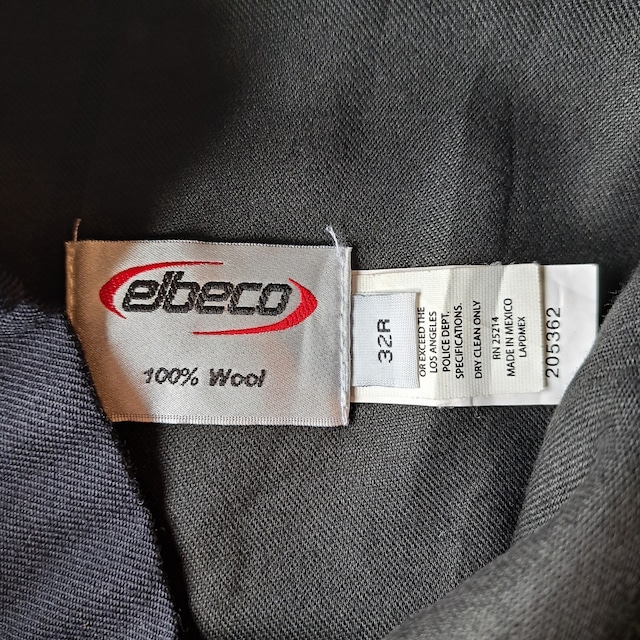 elbeco
100% Wool
32R
OR EXCEED THE
LOS ANGELES
POLICE DEPT.
SPECIFICATIONS.
DRY CLEAN ONLY
RN 25214
MADE IN MEXICO
LAPDMEX
205362